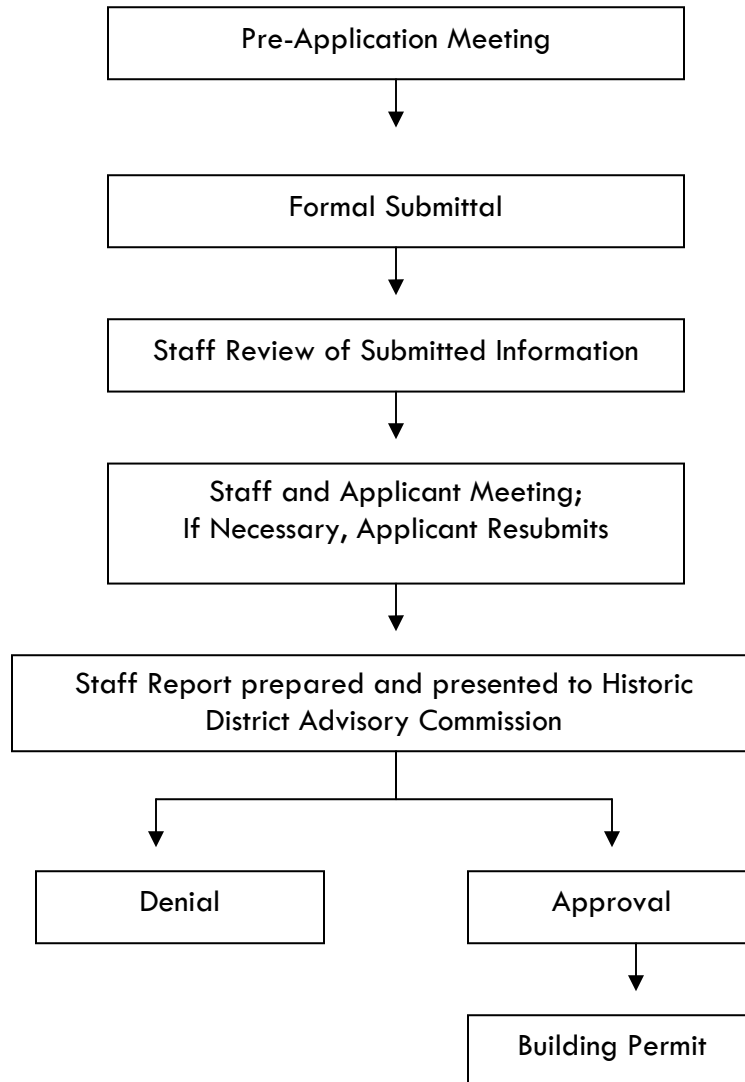 Pre-Application Meeting
Formal Submittal
Staff Review of Submitted Information
Staff and Applicant Meeting;
If Necessary, Applicant Resubmits
Staff Report prepared and presented to Historic
District Advisory Commission
Denial
Approval
Building Permit